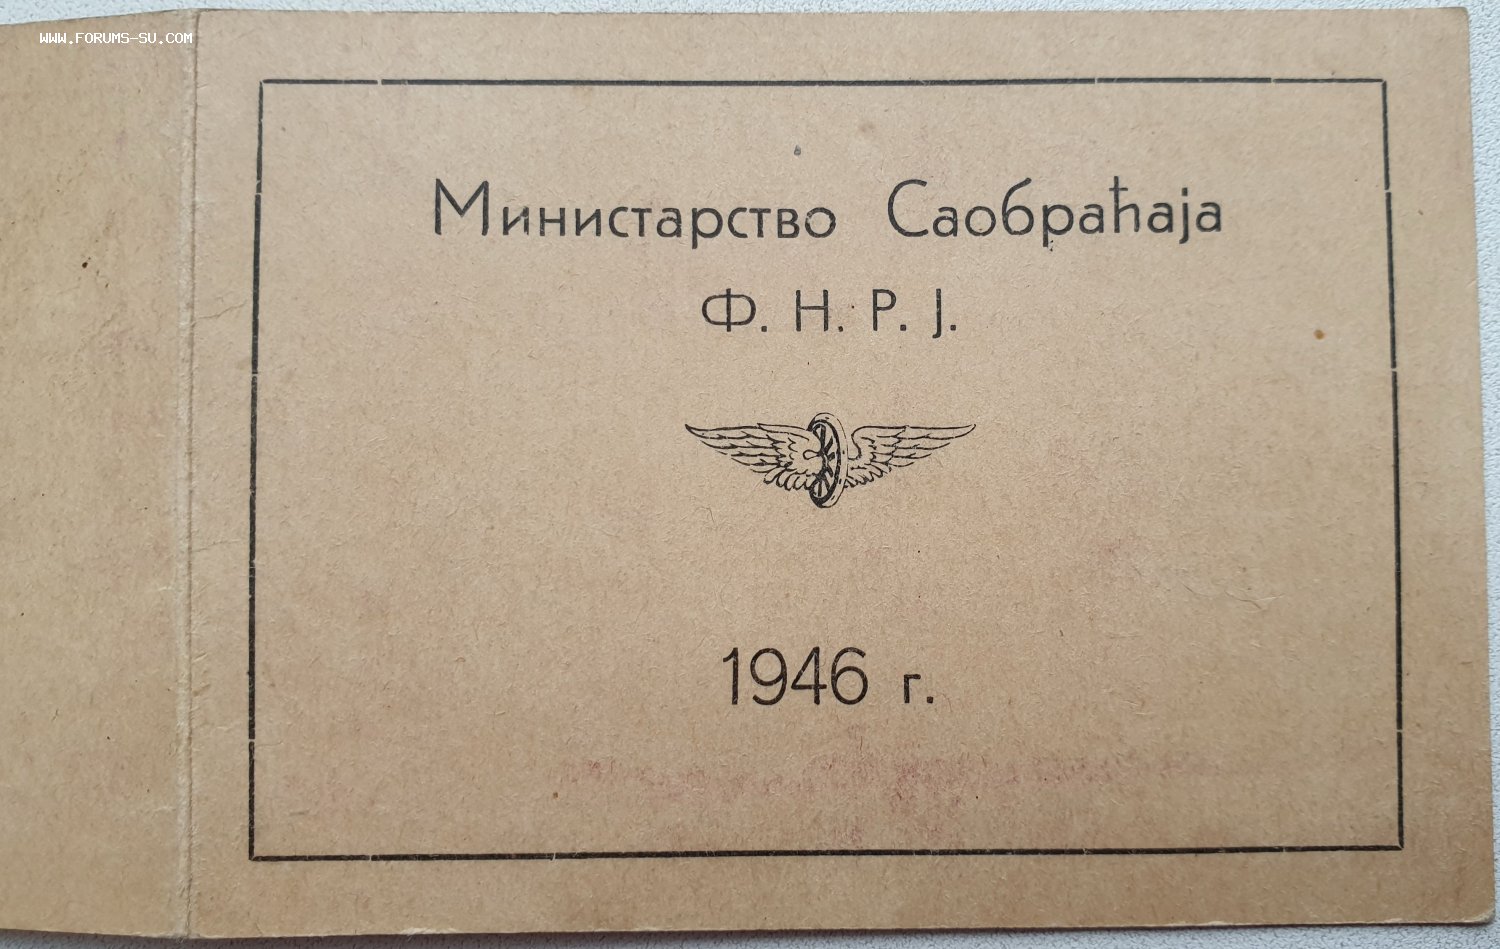 WWW.FORUMS-SU.COM
Министарство Саобраћаја
Ф. Н. Р. Ј.
1946 г.